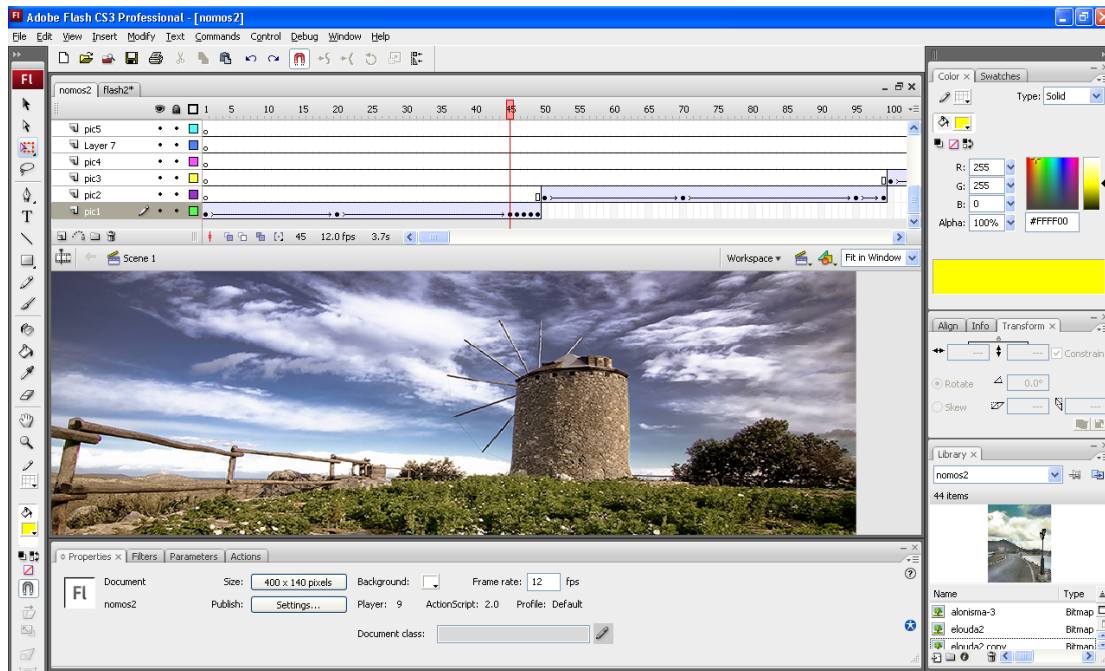 Adobe Flash CS3 Professional - [nomos2]
File Edit View Insert Modify Text Commands Control Debug Window Help
Fl
nomos2 flash2*
1 5 10 15 20 25 30 35 40 45 50 55 60 65 70 75 80 85 90 95 100
pic5
Layer 7
pic4
pic3
pic2
pic1
45 12.0 fps 3.7s
Scene 1 Workspace Fit in Window
Color × Swatches
Type: Solid
R: 255
G: 255
B: 0
Alpha: 100% #FFFF00
Align Info Transform ×
--- --- Constrain
Rotate 0.0°
Skew --- ---
Library ×
nomos2
44 items
Name Type
alonisma-3 Bitmap
elouda2 Bitmap
elouda2 copy Bitmap
Properties × Filters Parameters Actions
Fl Document Size: 400 x 140 pixels Background: Frame rate: 12 fps
nomos2 Publish: Settings... Player: 9 ActionScript: 2.0 Profile: Default
Document class: